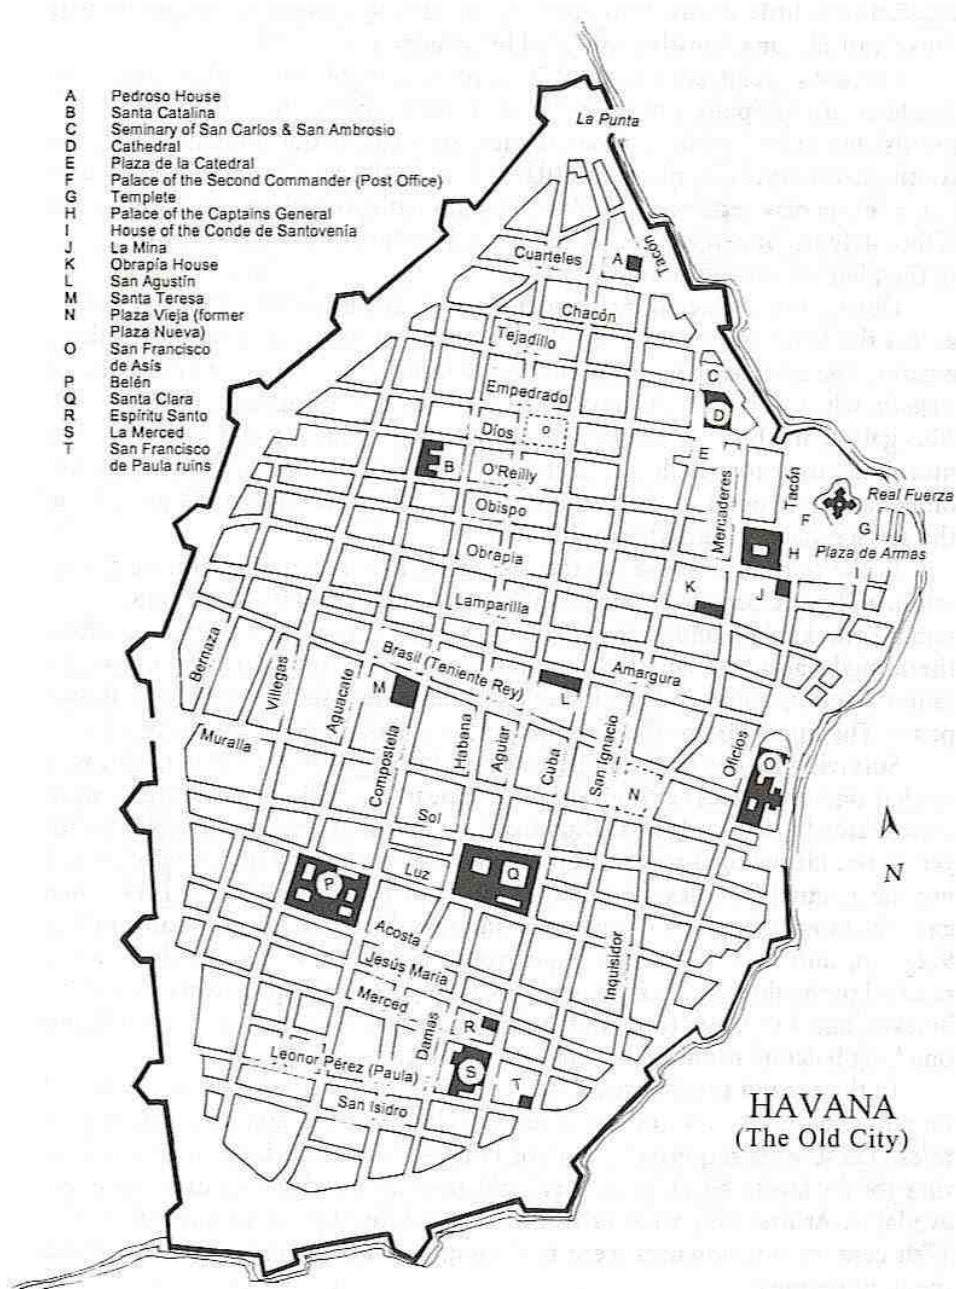 A Pedroso House
B Santa Catalina
C Seminary of San Carlos & San Ambrosio
D Cathedral
E Plaza de la Catedral
F Palace of the Second Commander (Post Office)
G Templete
H Palace of the Captains General
I House of the Conde de Santovenía
J La Mina
K Obrapía House
L San Agustín
M Santa Teresa
N Plaza Vieja (former
Plaza Nueva)
O San Francisco
de Asís
P Belén
Q Santa Clara
R Espíritu Santo
S La Merced
T San Francisco
de Paula ruins
La Punta
Tacón
Cuarteles
A
Chacón
Tejadillo
C
Empedrado
D
Díos
O
E
B
O'Reilly
Tacón
Real Fuerza
Obispo
Mercaderes
F
G
Obrapía
H
Plaza de Armas
I
K
J
Lamparilla
Bernaza
Villegas
Brasil (Teniente Rey)
Amargura
M
L
Aguacate
Compostela
Habana
Aguiar
Cuba
San Ignacio
Oficios
Muralla
O
N
Sol
N
Luz
P
Q
Acosta
Jesús María
Inquisidor
Merced
Damas
R
Leonor Pérez (Paula)
S
T
San Isidro
HAVANA
(The Old City)